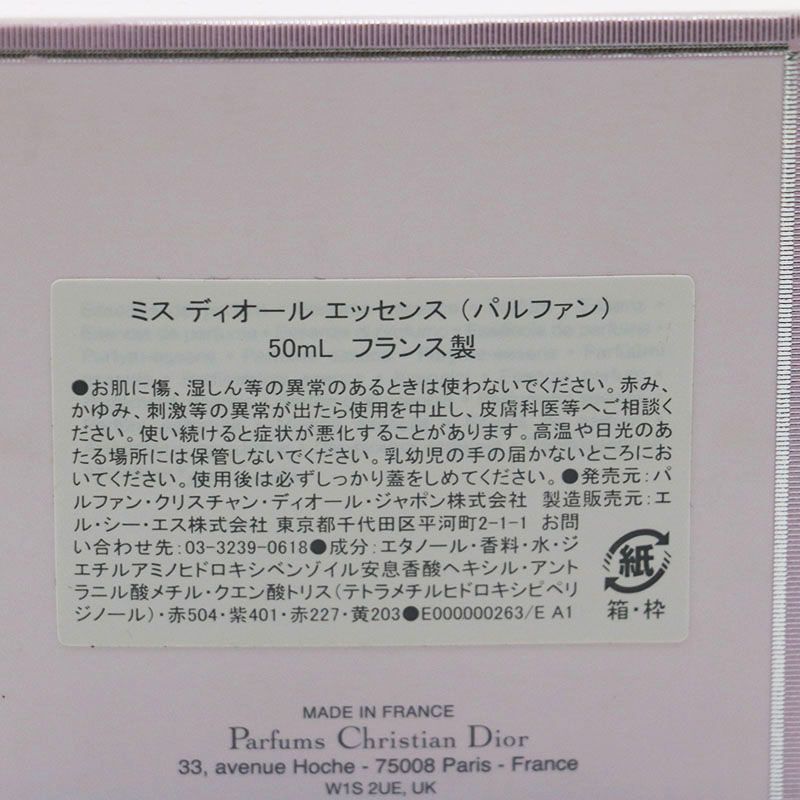 ミス ディオール エッセンス（パルファン）
50mL フランス製
●お肌に傷、湿しん等の異常のあるときは使わないでください。赤み、
かゆみ、刺激等の異常が出たら使用を中止し、皮膚科医等へご相談く
ださい。使い続けると症状が悪化することがあります。高温や日光のあ
たる場所には保管しないでください。乳幼児の手の届かないところにお
いてください。使用後は必ずしっかり蓋をしめてください。●発売元：パ
ルファン・クリスチャン・ディオール・ジャポン株式会社 製造販売元：エ
ル・シー・エス株式会社 東京都千代田区平河町2-1-1 お問
い合わせ先：03-3239-0618●成分：エタノール・香料・水・ジ
エチルアミノヒドロキシベンゾイル安息香酸ヘキシル・アント
ラニル酸メチル・クエン酸トリス（テトラメチルヒドロキシピペリ
ジノール）・赤504・紫401・赤227・黄203●E000000263/E A1
紙
箱・枠
MADE IN FRANCE
Parfums Christian Dior
33, avenue Hoche - 75008 Paris - France
W1S 2UE, UK